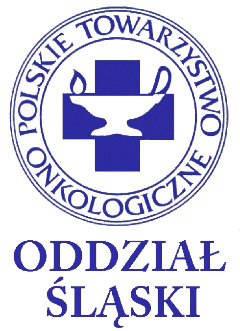 POLSKIE TOWARZYSTWO
ONKOLOGICZNE
ODDZIAŁ
ŚLĄSKI